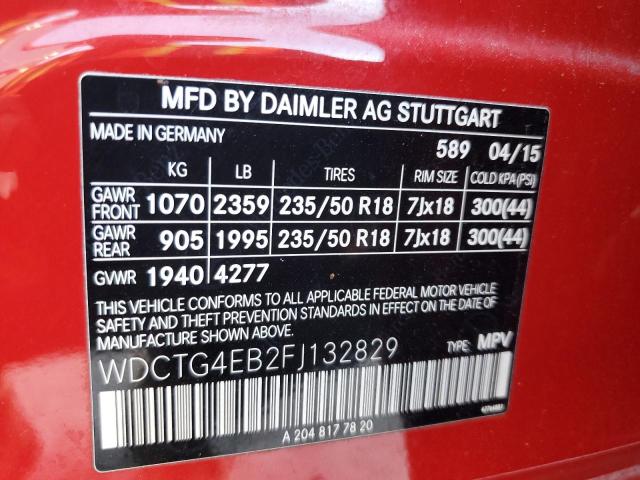 MFD BY DAIMLER AG STUTTGART
MADE IN GERMANY
589 04/15
KG LB TIRES RIM SIZE COLD KPA(PSI)
GAWR FRONT 1070 2359 235/50 R18 7Jx18 300(44)
GAWR REAR 905 1995 235/50 R18 7Jx18 300(44)
GVWR 1940 4277
THIS VEHICLE CONFORMS TO ALL APPLICABLE FEDERAL MOTOR VEHICLE
SAFETY AND THEFT PREVENTION STANDARDS IN EFFECT ON THE DATE OF
MANUFACTURE SHOWN ABOVE.
WDCTG4EB2FJ132829 TYPE: MPV
A 204 817 78 20